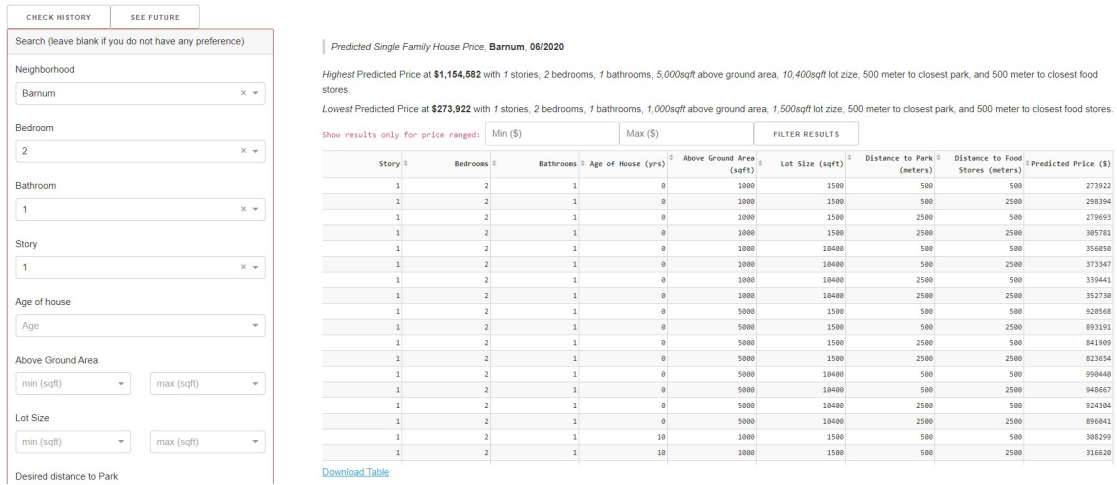 CHECK HISTORY SEE FUTURE
Search (leave blank if you do not have any preference)
Neighborhood
Barnum × 
Bedroom
2 ×
Bathroom
1 ×
Story
1 ×
Age of house
Age
Above Ground Area
min (sqft) max (sqft)
Lot Size
min (sqft) max (sqft)
Desired distance to Park
Predicted Single Family House Price, Barnum, 06/2020
Highest Predicted Price at $1,154,582 with 1 stories, 2 bedrooms, 1 bathrooms, 5,000sqft above ground area, 10,400sqft lot zize, 500 meter to closest park, and 500 meter to closest food
stores.
Lowest Predicted Price at $273,922 with 1 stories, 2 bedrooms, 1 bathrooms, 1,000sqft above ground area, 1,500sqft lot zize, 500 meter to closest park, and 500 meter to closest food stores.
Show results only for price ranged: Min ($) Max ($) FILTER RESULTS
Story Bedrooms Bathrooms Age of House (yrs) Above Ground Area (sqft) Lot Size (sqft) Distance to Park (meters) Distance to Food Stores (meters) Predicted Price ($)
1 2 1 0 1000 1500 500 500 273922
1 2 1 0 1000 1500 500 2500 298394
1 2 1 0 1000 1500 2500 500 279693
1 2 1 0 1000 1500 2500 2500 305781
1 2 1 0 1000 10400 500 500 356050
1 2 1 0 1000 10400 500 2500 373347
1 2 1 0 1000 10400 2500 500 339441
1 2 1 0 1000 10400 2500 2500 352730
1 2 1 0 5000 1500 500 500 920568
1 2 1 0 5000 1500 500 2500 893191
1 2 1 0 5000 1500 2500 500 841909
1 2 1 0 5000 1500 2500 2500 823654
1 2 1 0 5000 10400 500 500 990440
1 2 1 0 5000 10400 500 2500 948667
1 2 1 0 5000 10400 2500 500 924304
1 2 1 0 5000 10400 2500 2500 896041
1 2 1 10 1000 1500 500 500 308299
1 2 1 10 1000 1500 500 2500 316620
Download Table